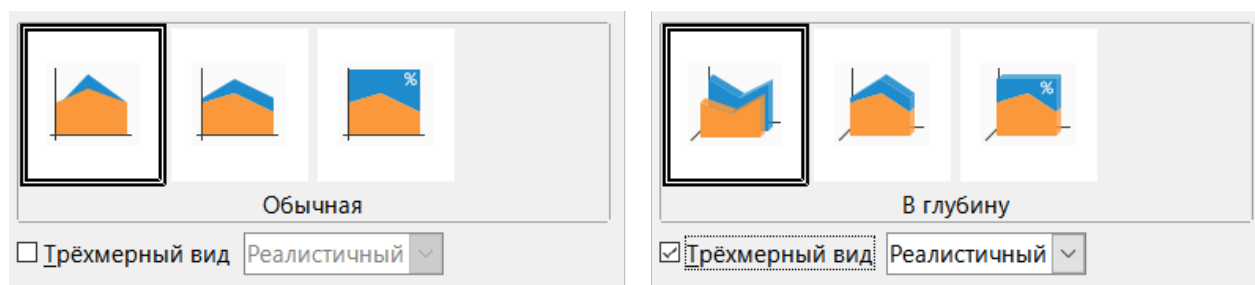 %
Обычная
Трёхмерный вид Реалистичный
%
В глубину
Трёхмерный вид Реалистичный